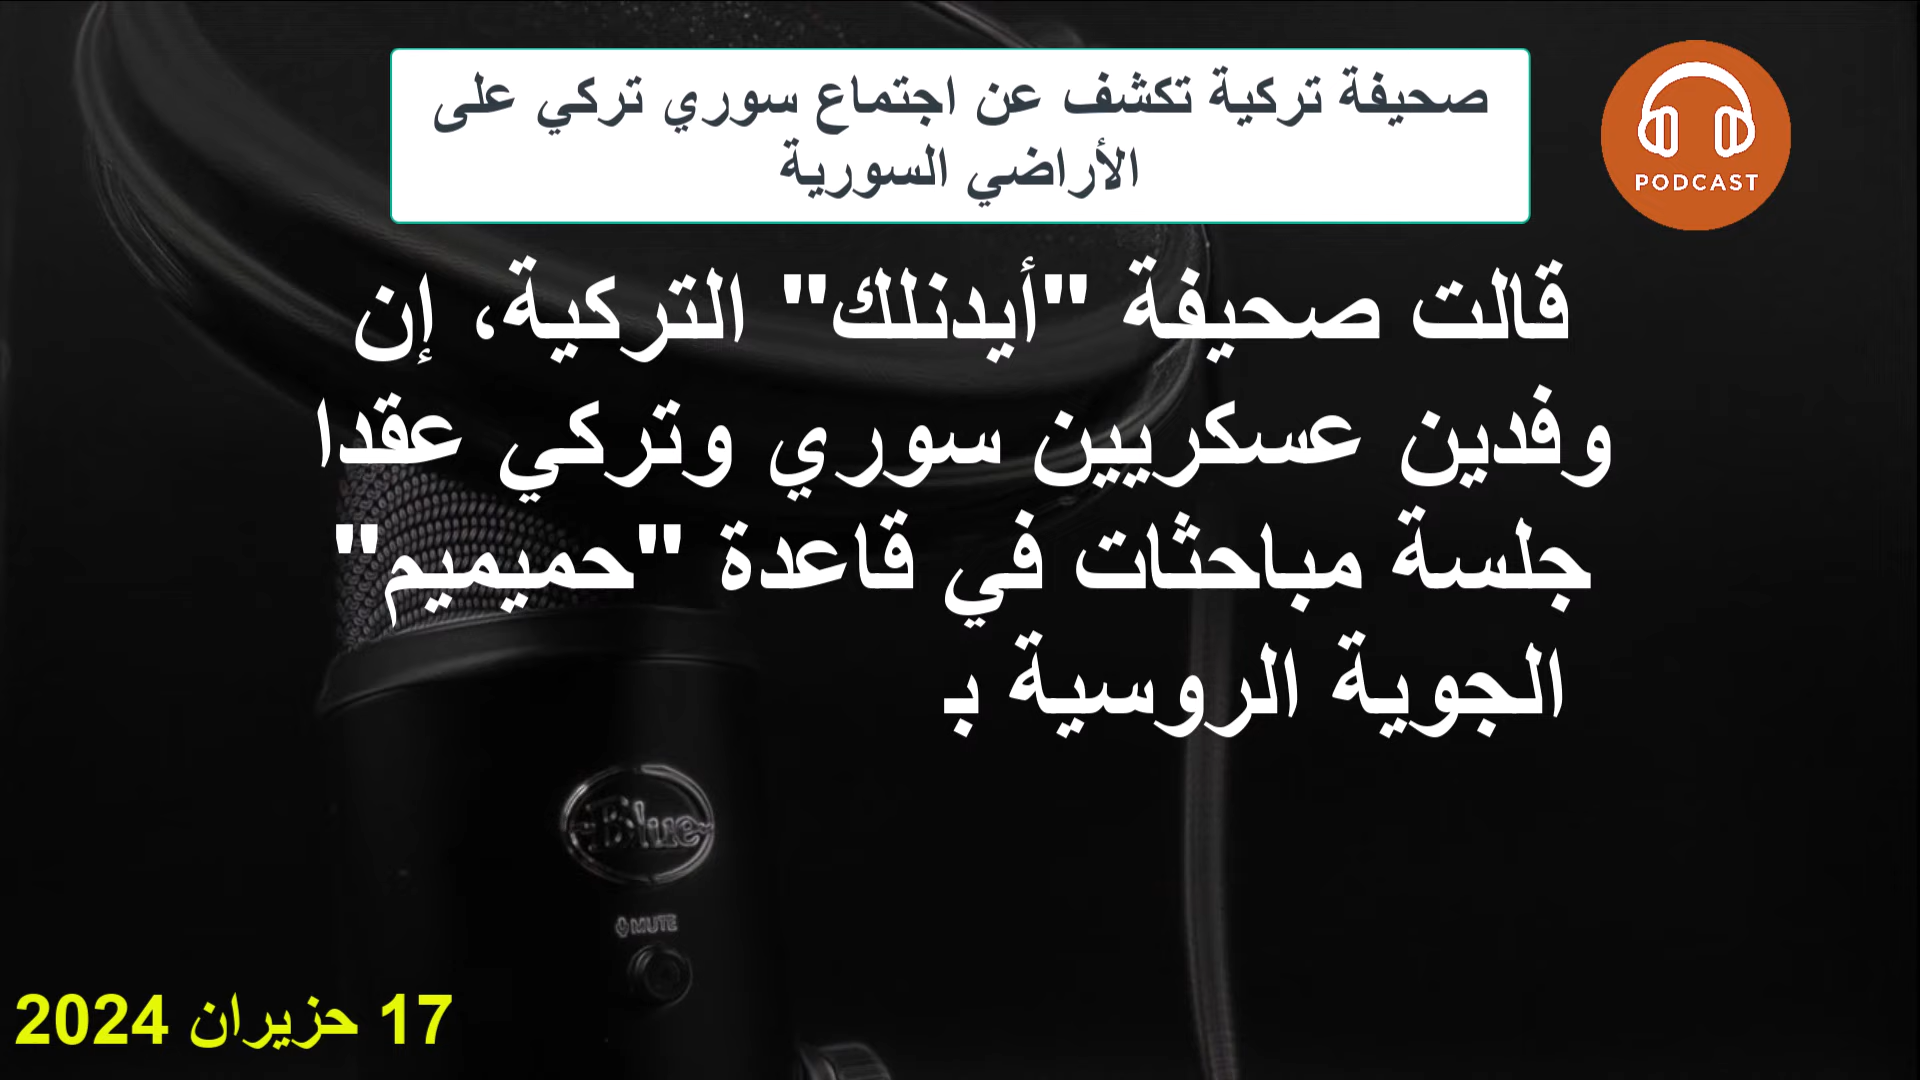 صحيفة تركية تكشف عن اجتماع سوري تركي على
الأراضي السورية
PODCAST
قالت صحيفة "أيدنلك" التركية، إن
وفدين عسكريين سوري وتركي عقدا
جلسة مباحثات في قاعدة "حميميم"
الجوية الروسية بـ
Blue
MUTE
17 حزيران 2024